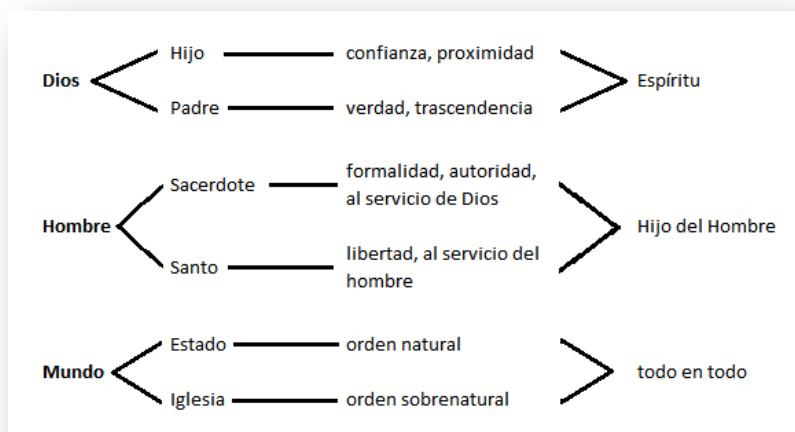 Dios
Hijo
confianza, proximidad
Padre
verdad, trascendencia
Espíritu
Hombre
Sacerdote
formalidad, autoridad,
al servicio de Dios
Santo
libertad, al servicio del
hombre
Hijo del Hombre
Mundo
Estado
orden natural
Iglesia
orden sobrenatural
todo en todo